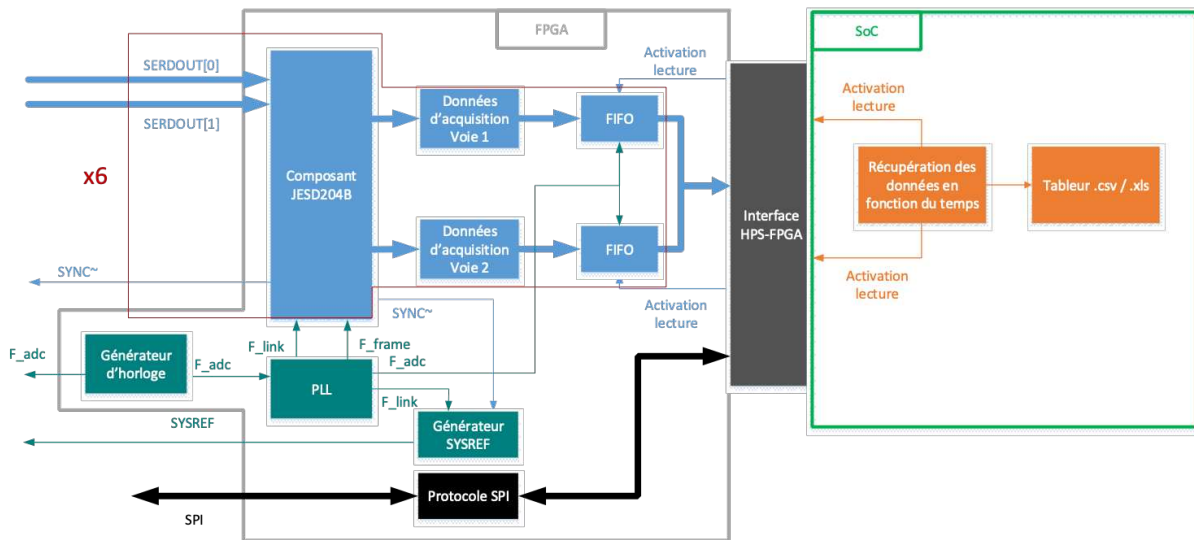 FPGA
SoC
SERDOUT[0]
SERDOUT[1]
x6
Composant
JESD204B
Données
d'acquisition
Voie 1
FIFO
Activation
lecture
Données
d'acquisition
Voie 2
FIFO
Activation
lecture
SYNC~
SYNC~
Interface
HPS-FPGA
Activation
lecture
Récupération des
données en
fonction du temps
Tableur .csv / .xls
Activation
lecture
F_adc
Générateur
d'horloge
F_adc
F_link
F_frame
F_adc
PLL
F_link
SYSREF
Générateur
SYSREF
Protocole SPI
SPI